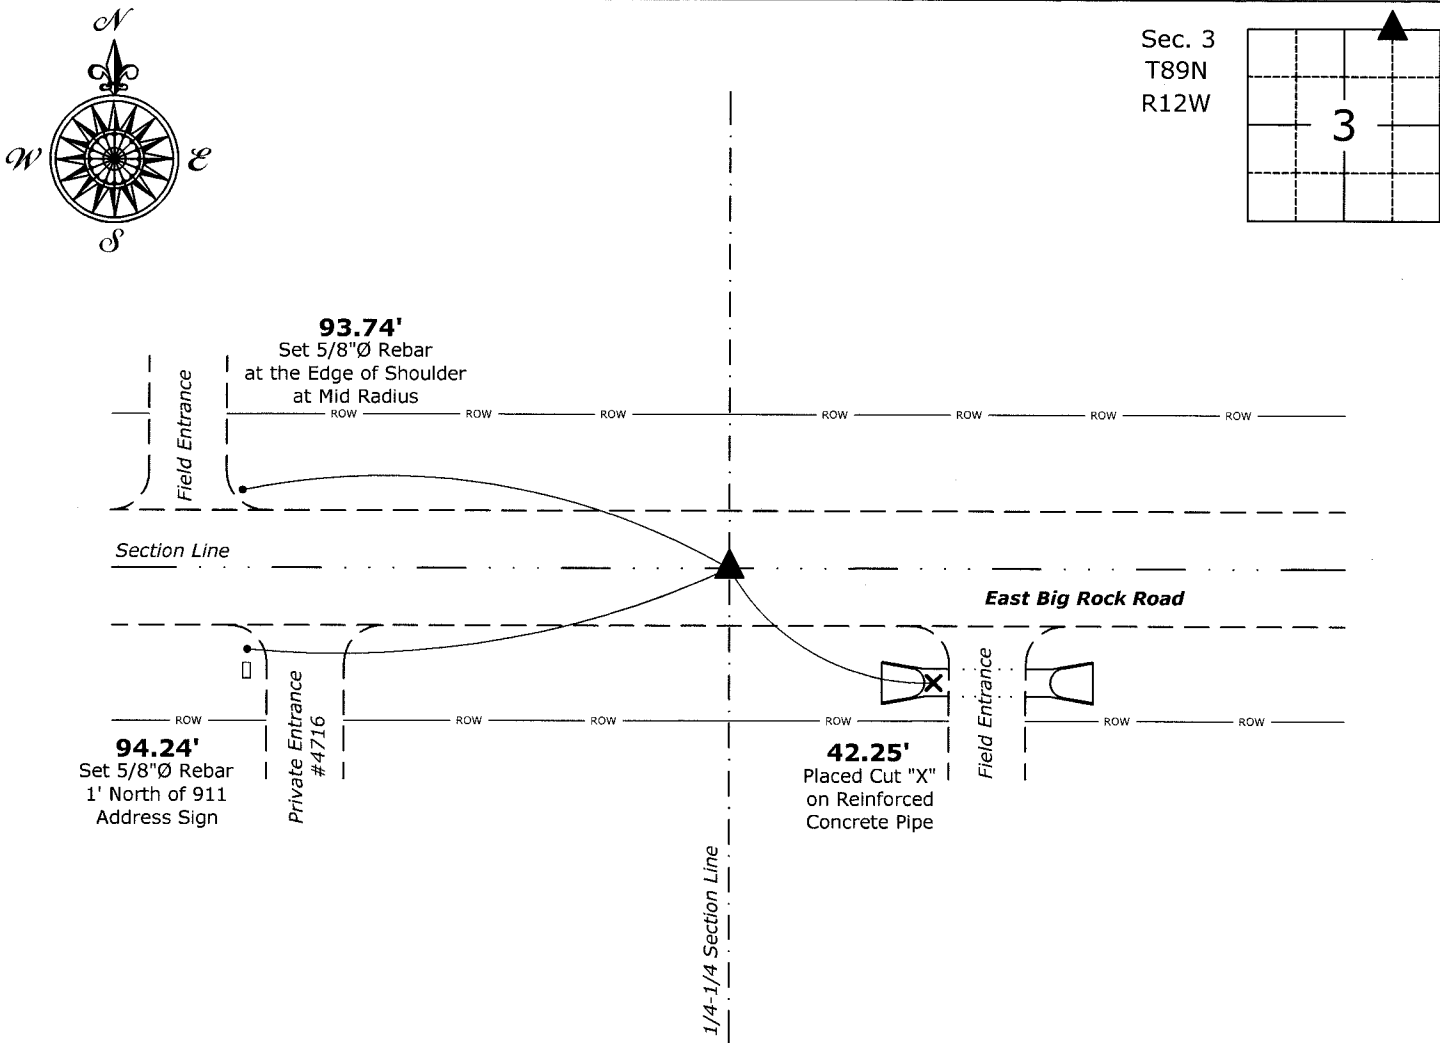 N
W
E
S
Sec. 3
T89N
R12W
3
93.74'
Set 5/8"Ø Rebar
at the Edge of Shoulder
at Mid Radius
Field Entrance
ROW ROW ROW ROW ROW ROW ROW
Section Line
East Big Rock Road
ROW ROW ROW ROW ROW ROW
94.24'
Set 5/8"Ø Rebar
1' North of 911
Address Sign
Private Entrance
#4716
42.25'
Placed Cut "X"
on Reinforced
Concrete Pipe
Field Entrance
1/4-1/4 Section Line